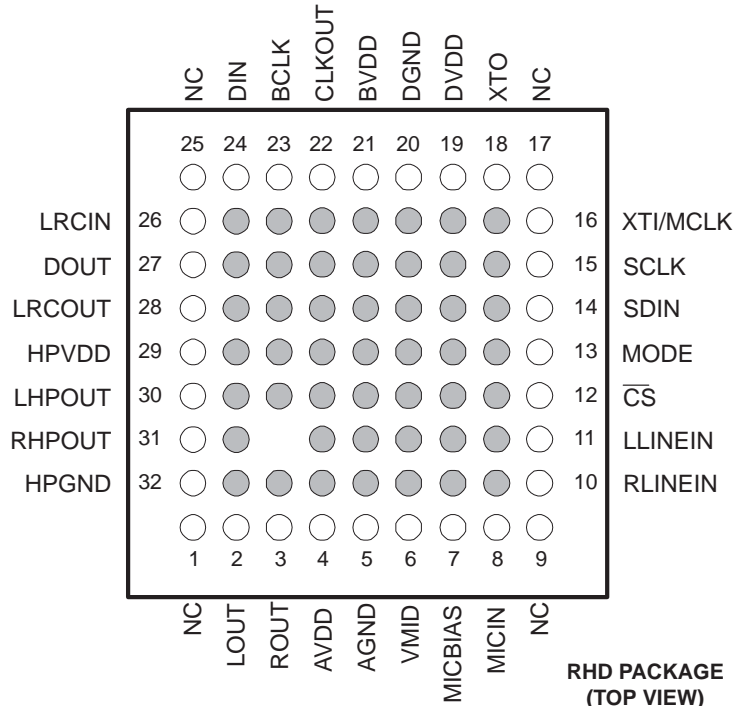 NC DIN BCLK CLKOUT BVDD DGND DVDD XTO NC
25 24 23 22 21 20 19 18 17
LRCIN 26 16 XTI/MCLK
DOUT 27 15 SCLK
LRCOUT 28 14 SDIN
HPVDD 29 13 MODE
LHPOUT 30 12 C̅S̅
RHPOUT 31 11 LLINEIN
HPGND 32 10 RLINEIN
1 2 3 4 5 6 7 8 9
NC LOUT ROUT AVDD AGND VMID MICBIAS MICIN NC
RHD PACKAGE
(TOP VIEW)